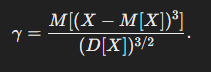 γ = M[(X − M[X])³] / (D[X])^{3/2}.